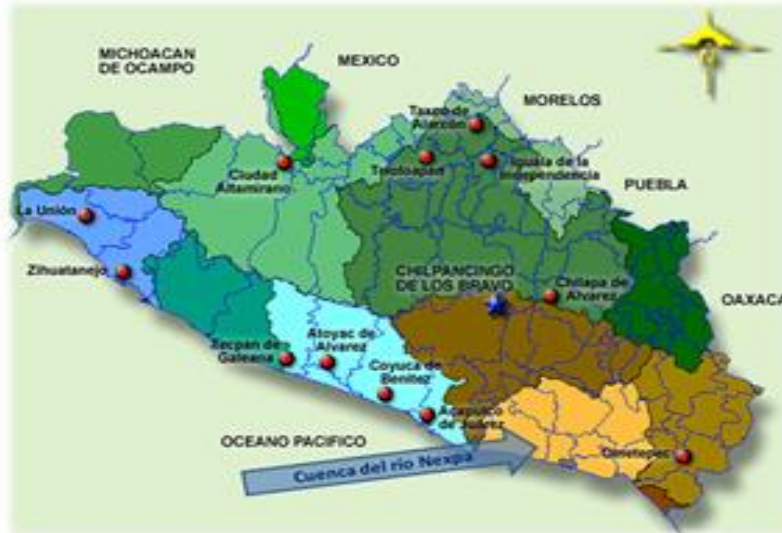 MICHOACAN
DE OCAMPO
MEXICO
MORELOS
Taxco de
Alarcón
Teloloapan
Iguala de la
Independencia
Ciudad
Altamirano
PUEBLA
La Unión
Zihuatanejo
CHILPANCINGO
DE LOS BRAVO
Chilapa de
Alvarez
OAXACA
Tecpan de
Galeana
Atoyac de
Alvarez
Coyuca de
Benitez
Acapulco
de Juárez
OCEANO PACIFICO
Cuenca del rio Nexpa
Ometepec